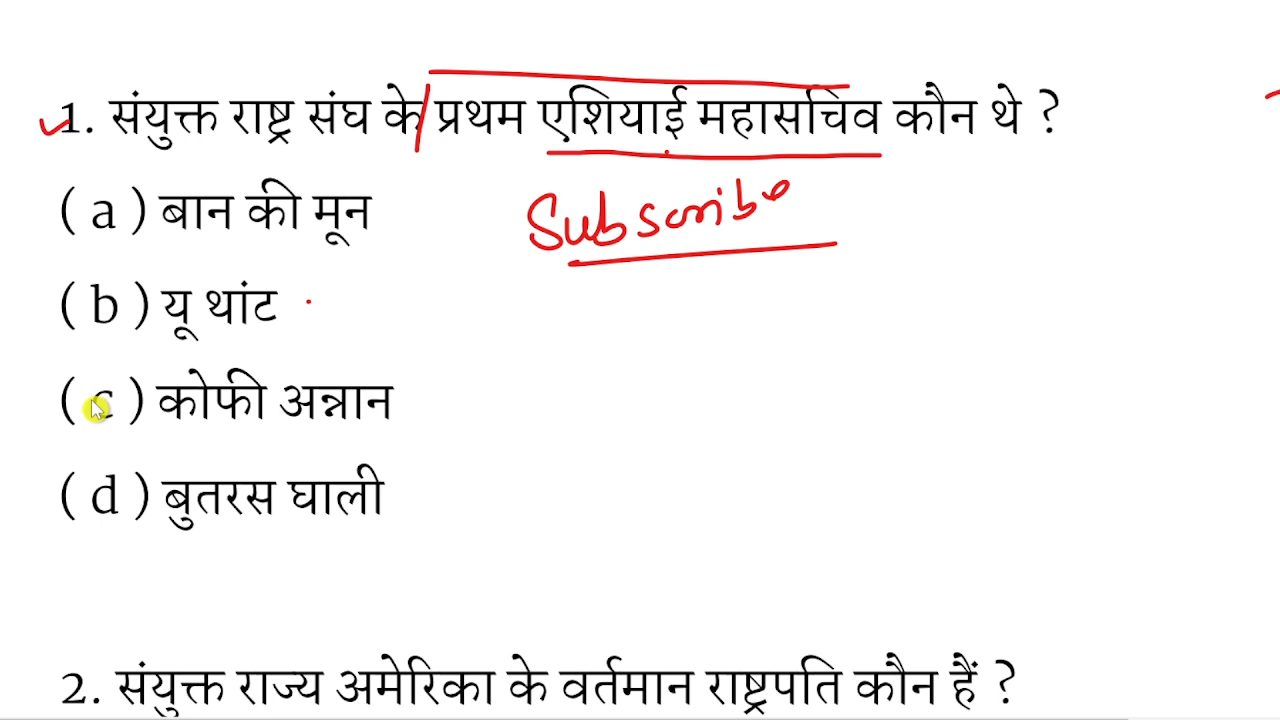 1. संयुक्त राष्ट्र संघ के प्रथम एशियाई महासचिव कौन थे ?
( a ) बान की मून
Subscribe
( b ) यू थांट
( c ) कोफी अन्नान
( d ) बुतरस घाली
2. संयुक्त राज्य अमेरिका के वर्तमान राष्ट्रपति कौन हैं ?